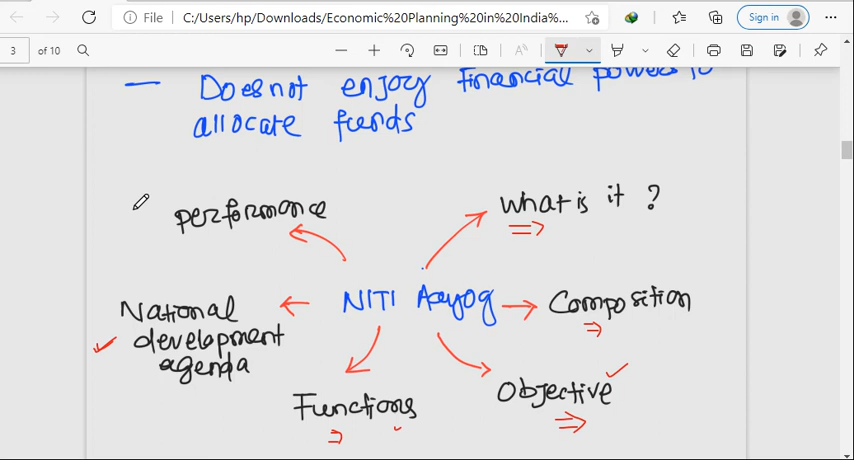 File
C:/Users/hp/Downloads/Economic%20Planning%20in%20India%...
Sign in
3 of 10
— Does not enjoy financial powers to
allocate funds
performance
What is it ?
NITI Aayog
Composition
National
development
agenda
Functions
Objective